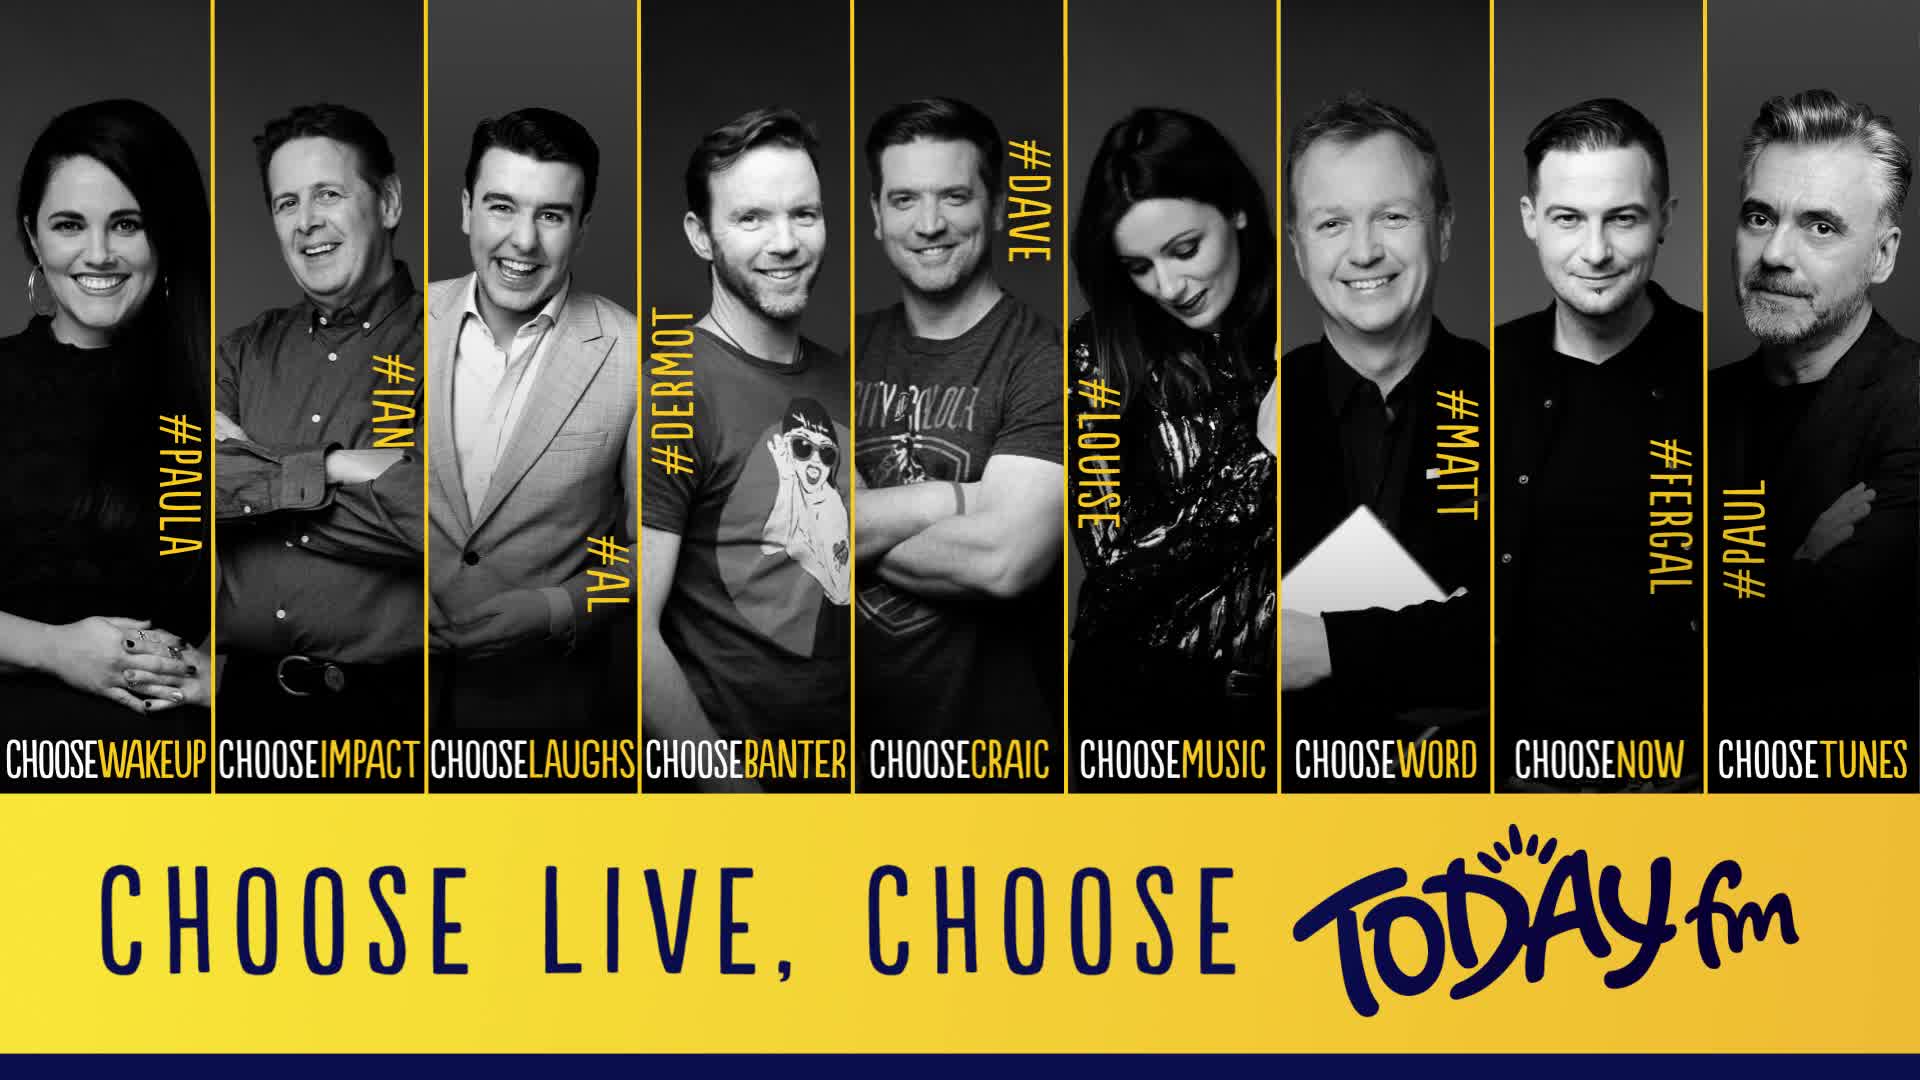 #PAULA
#IAN
#AL
#DERMOT
#DAVE
#LOUISE
#MATT
#FERGAL
#PAUL
CHOOSEWAKEUP
CHOOSEIMPACT
CHOOSELAUGHS
CHOOSEBANTER
CHOOSECRAIC
CHOOSEMUSIC
CHOOSEWORD
CHOOSENOW
CHOOSETUNES
CHOOSE LIVE, CHOOSE TODAY fm